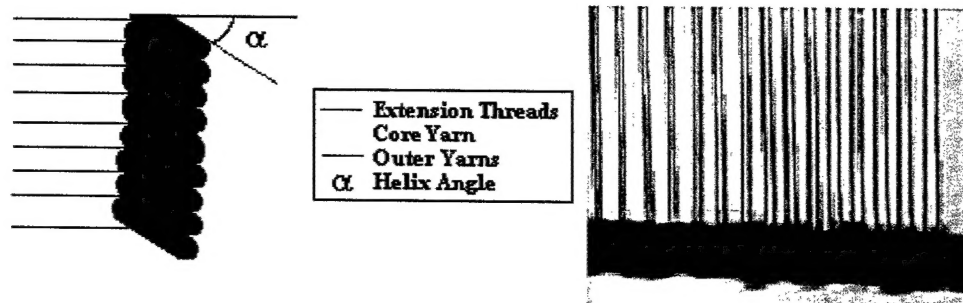 α
Extension Threads
Core Yarn
Outer Yarns
α Helix Angle